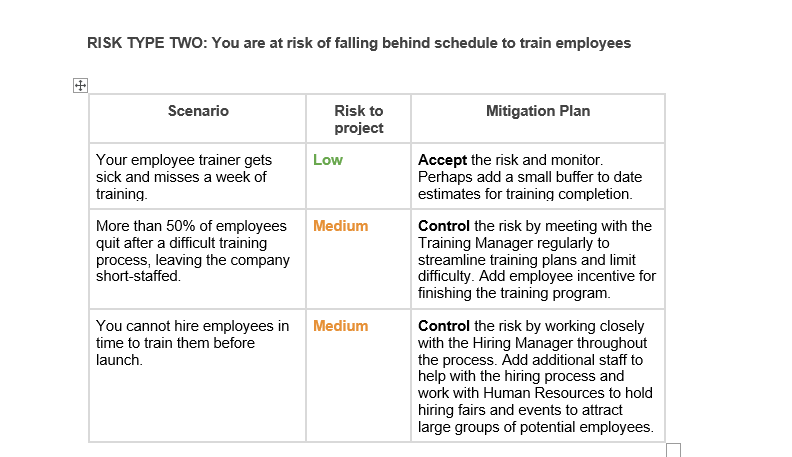 RISK TYPE TWO: You are at risk of falling behind schedule to train employees
Scenario
Risk to
project
Mitigation Plan
Your employee trainer gets
sick and misses a week of
training.
Low
Accept the risk and monitor.
Perhaps add a small buffer to date
estimates for training completion.
More than 50% of employees
quit after a difficult training
process, leaving the company
short-staffed.
Medium
Control the risk by meeting with the
Training Manager regularly to
streamline training plans and limit
difficulty. Add employee incentive for
finishing the training program.
You cannot hire employees in
time to train them before
launch.
Medium
Control the risk by working closely
with the Hiring Manager throughout
the process. Add additional staff to
help with the hiring process and
work with Human Resources to hold
hiring fairs and events to attract
large groups of potential employees.